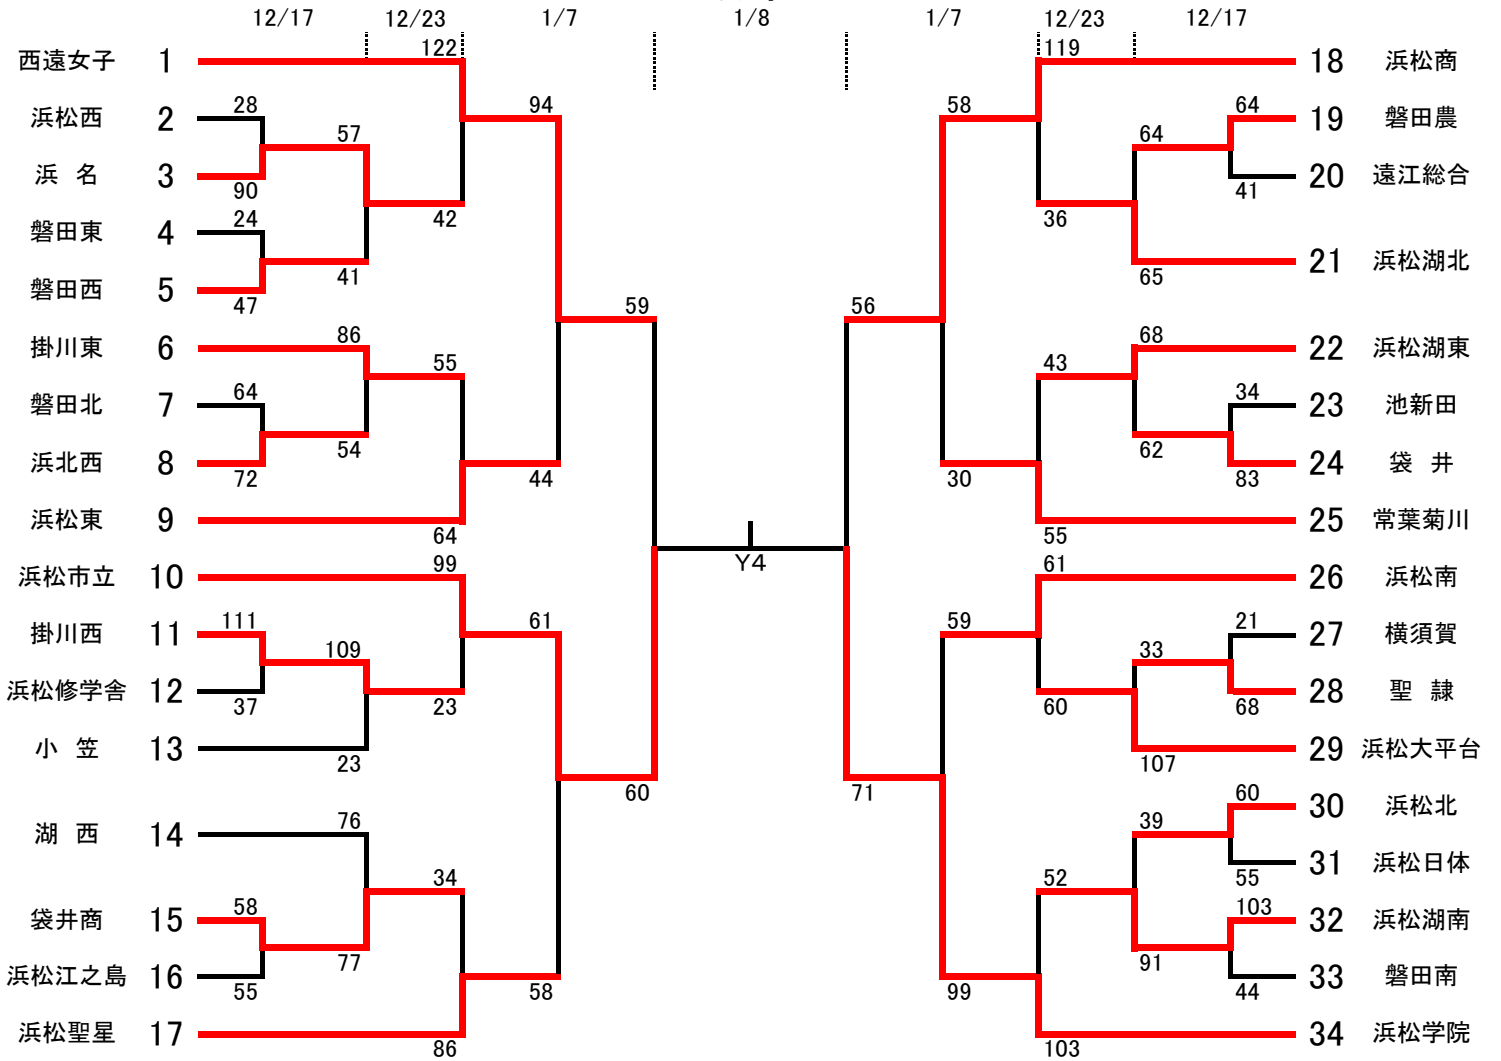 12/17 12/23 1/7 1/8 1/7 12/23 12/17
122 119
西遠女子 1 18 浜松商
28 94 58 64
浜松西 2 19 磐田農
57 64
浜 名 3 20 遠江総合
90 41
24 42 36
磐田東 4
41 65
21 浜松湖北
磐田西 5
47 59 56
86 68
掛川東 6 22 浜松湖東
55 43
64 34
磐田北 7 23 池新田
54 62
浜北西 8 24 袋 井
72 44 30 83
浜松東 9 25 常葉菊川
64 55
Y4
99 61
浜松市立 10 26 浜松南
111 61 59 21
掛川西 11 27 横須賀
109 33
浜松修学舎 12 28 聖 隷
37 23 60 68
小 笠 13 29 浜松大平台
23 107
60 71 60
30 浜松北
76 39
湖 西 14
31 浜松日体
34 52 55
58 103
袋井商 15 32 浜松湖南
77 91
浜松江之島 16 33 磐田南
55 58 99 44
浜松聖星 17 34 浜松学院
86 103